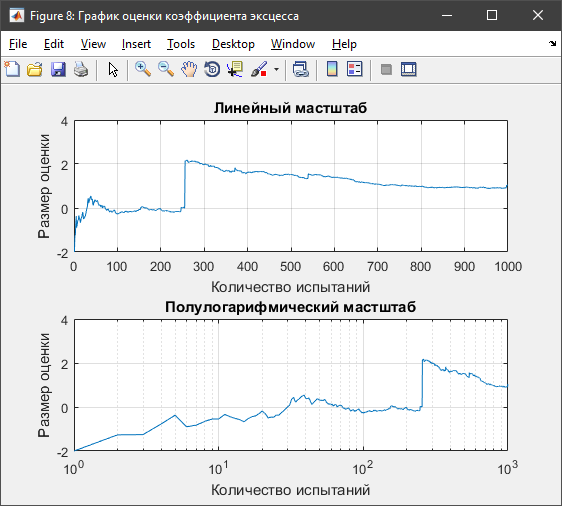 Figure 8: График оценки коэффициента эксцесса
File Edit View Insert Tools Desktop Window Help
Линейный мастштаб
4
2
0
-2
Размер оценки
0 100 200 300 400 500 600 700 800 900 1000
Количество испытаний
Полулогарифмический мастштаб
4
2
0
-2
Размер оценки
10^0 10^1 10^2 10^3
Количество испытаний